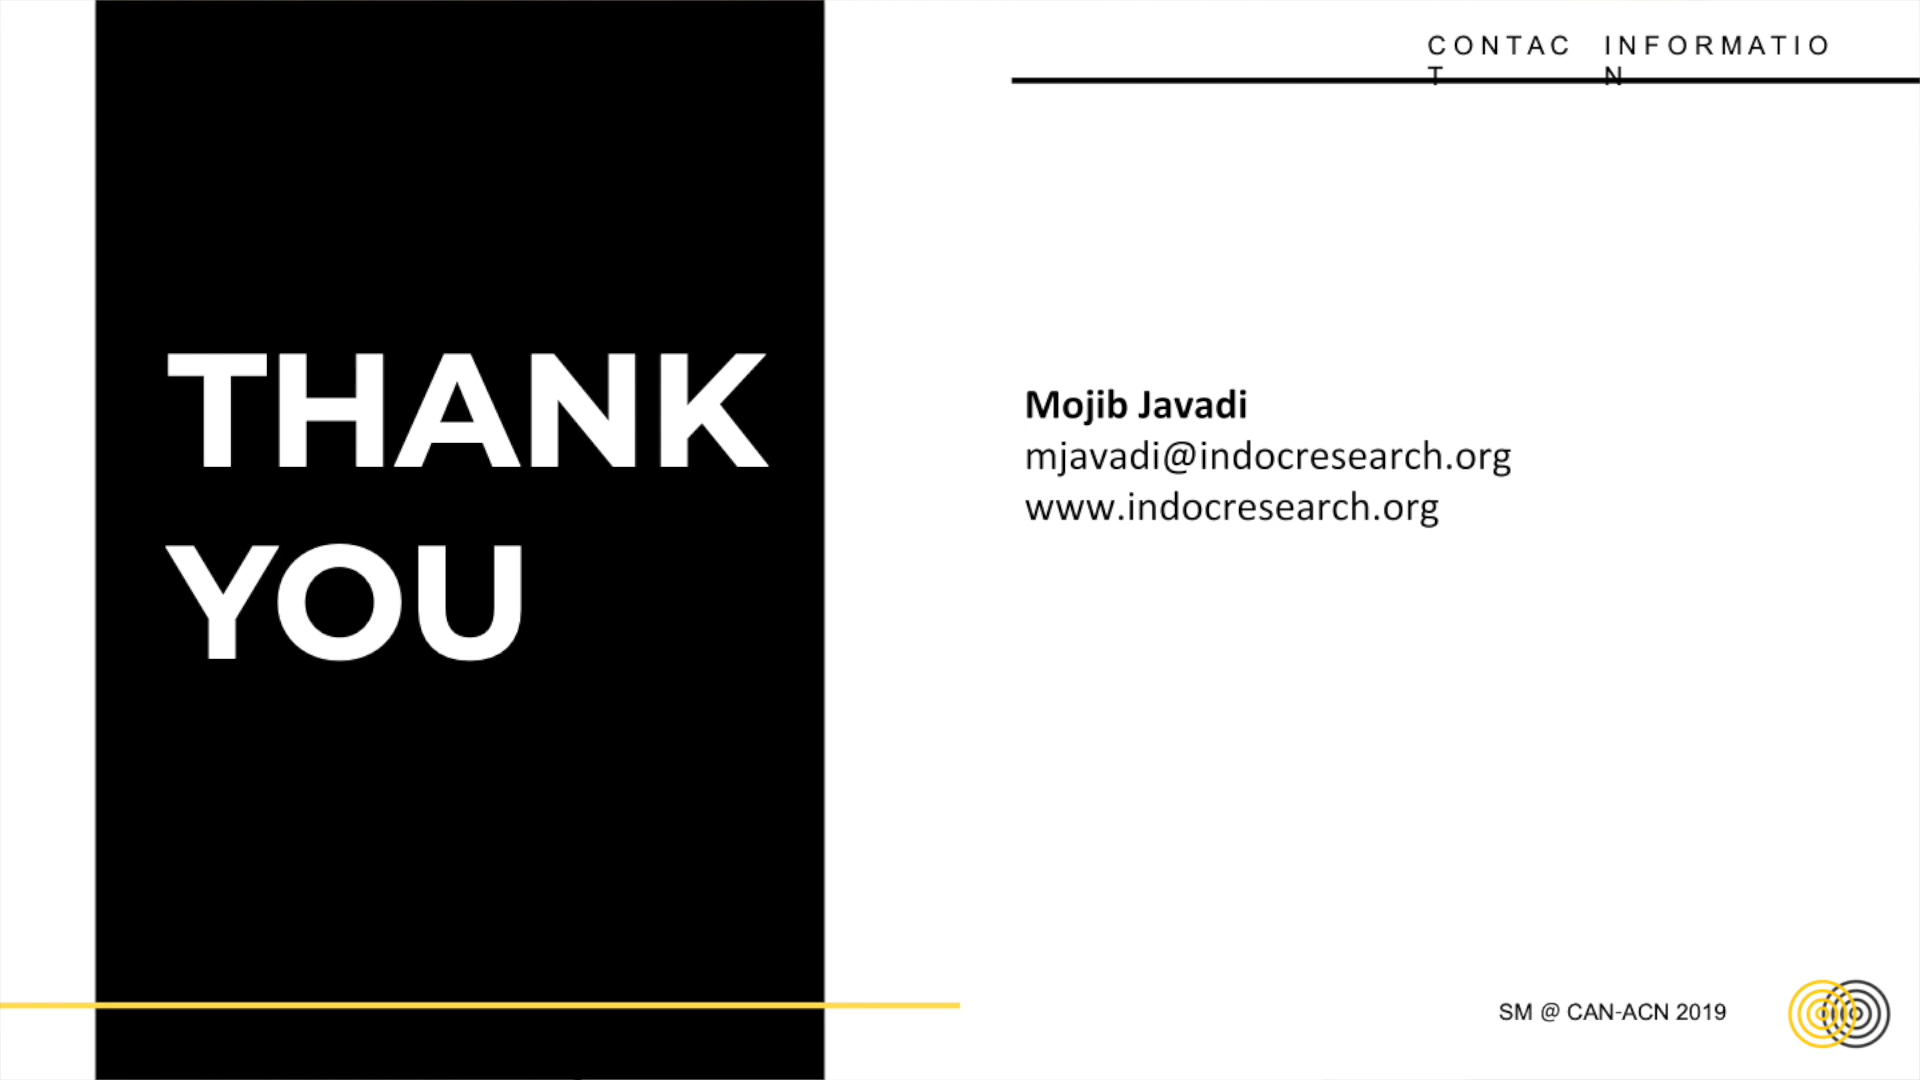 CONTAC INFORMATIO
T N
THANK
YOU
Mojib Javadi
mjavadi@indocresearch.org
www.indocresearch.org
SM @ CAN-ACN 2019